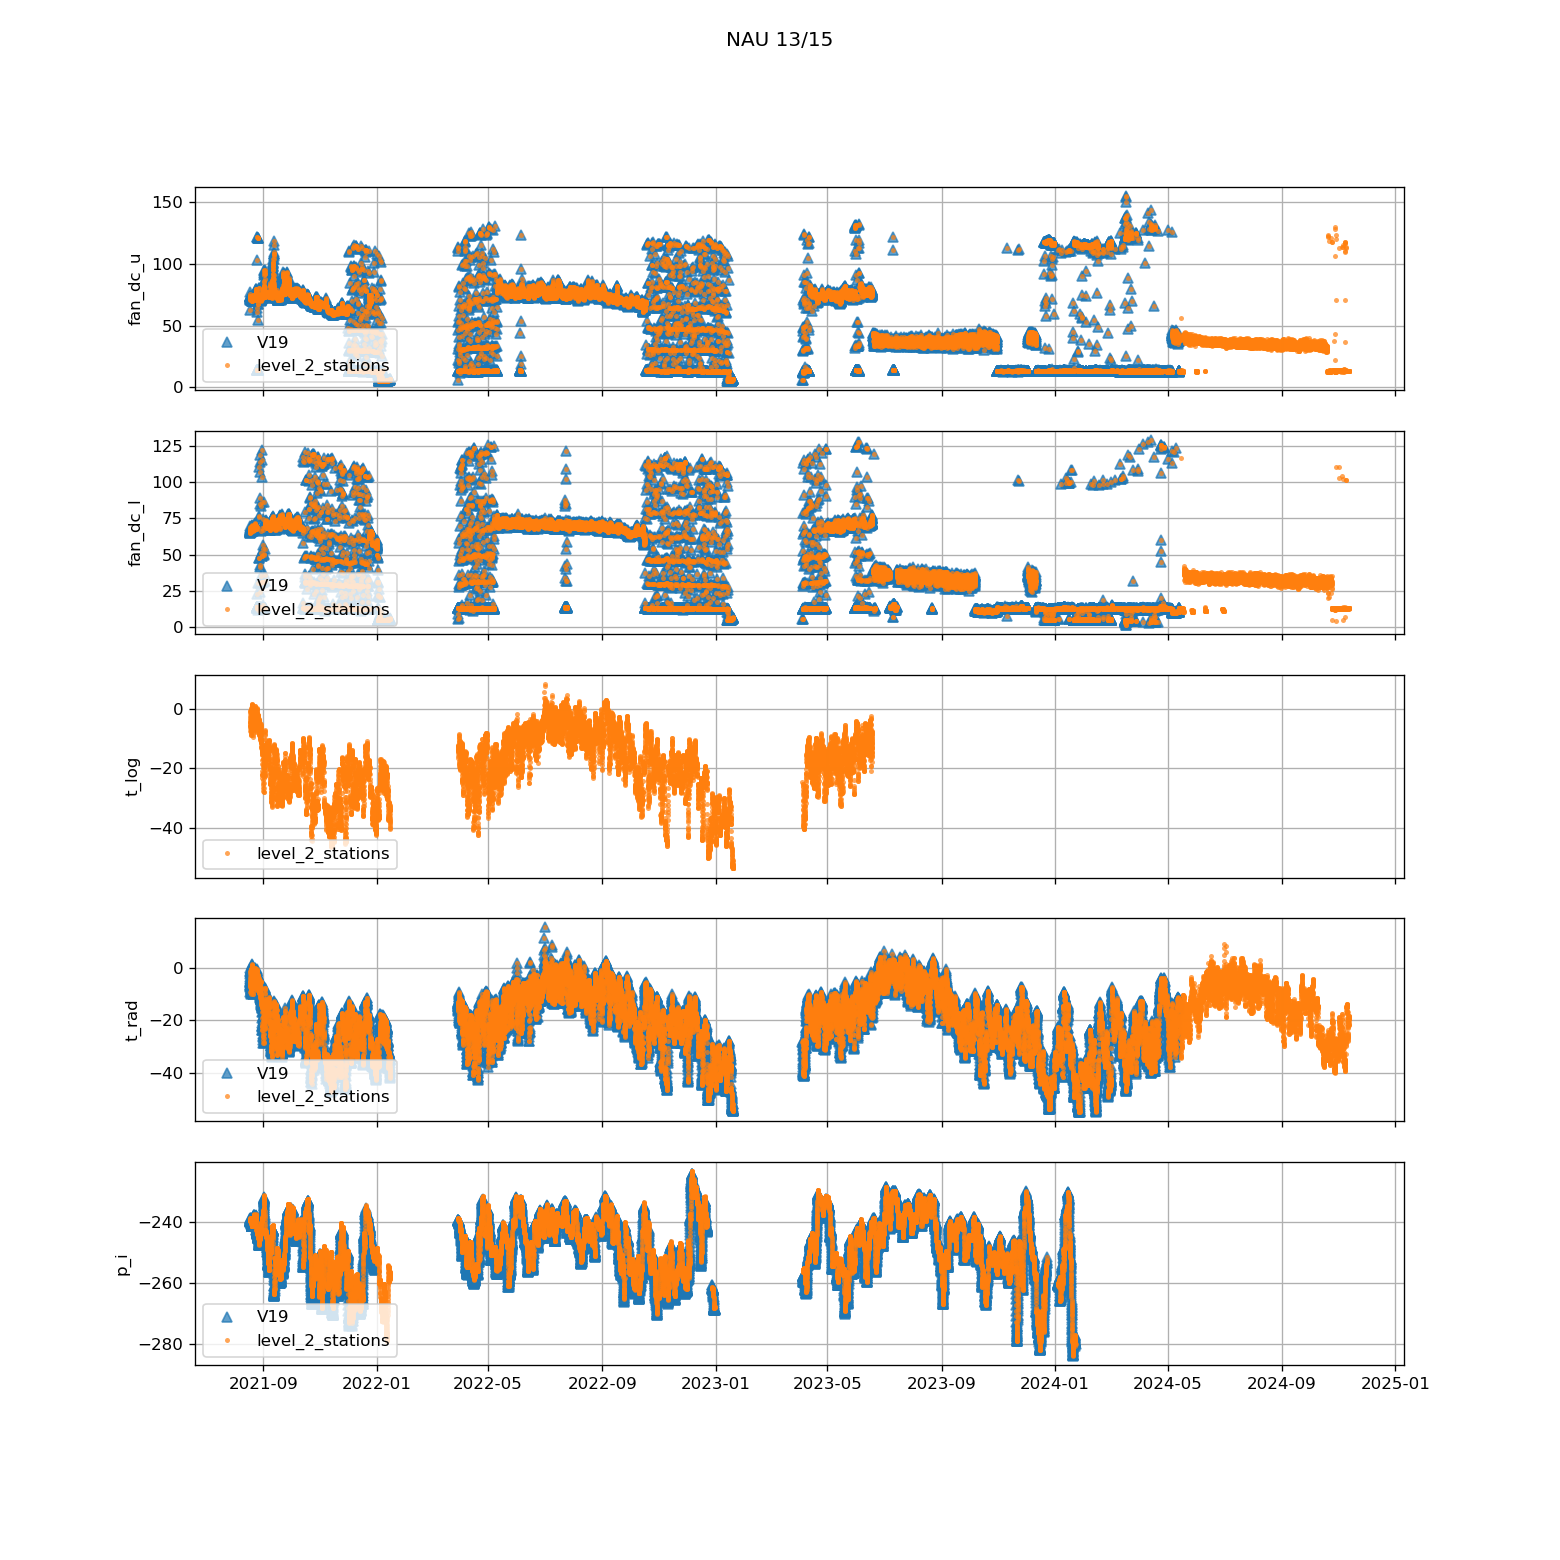 NAU 13/15
150
100
50
0
fan_dc_u
V19
level_2_stations
125
100
75
50
25
0
fan_dc_l
V19
level_2_stations
0
−20
−40
t_log
level_2_stations
0
−20
−40
t_rad
V19
level_2_stations
−240
−260
−280
p_i
V19
level_2_stations
2021-09 2022-01 2022-05 2022-09 2023-01 2023-05 2023-09 2024-01 2024-05 2024-09 2025-01